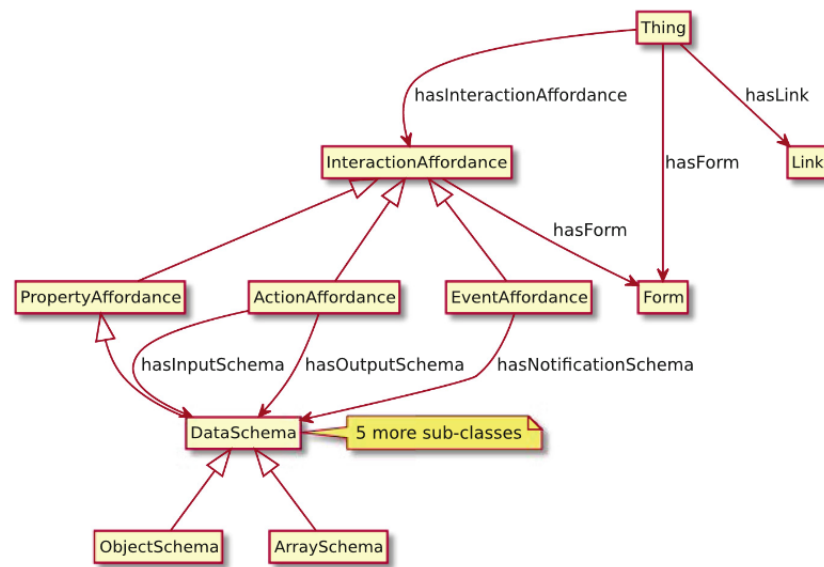 Thing
hasInteractionAffordance
hasLink
InteractionAffordance
Link
hasForm
hasForm
PropertyAffordance
ActionAffordance
EventAffordance
Form
hasInputSchema
hasOutputSchema
hasNotificationSchema
DataSchema
5 more sub-classes
ObjectSchema
ArraySchema